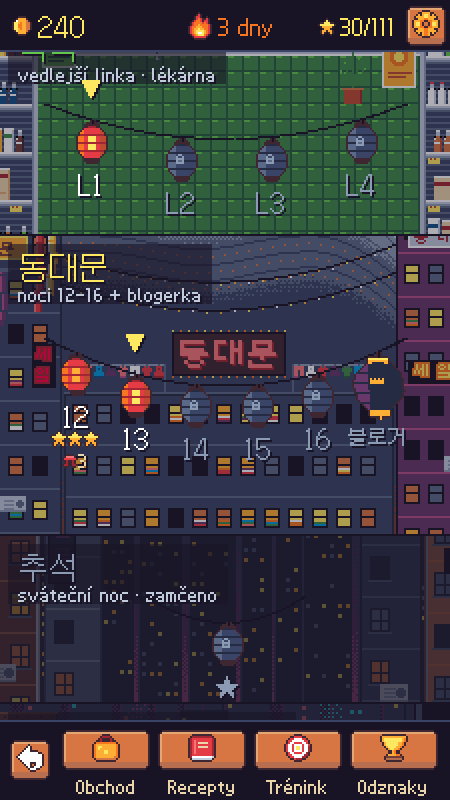 240
3 dny
30/111
vedlejší linka · lékárna
L1
L2
L3
L4
동대문
noci 12-16 + blogerka
동대문
세일
12
13
14
15
16
블로거
추석
sváteční noc · zamčeno
Obchod
Recepty
Trénink
Odznaky